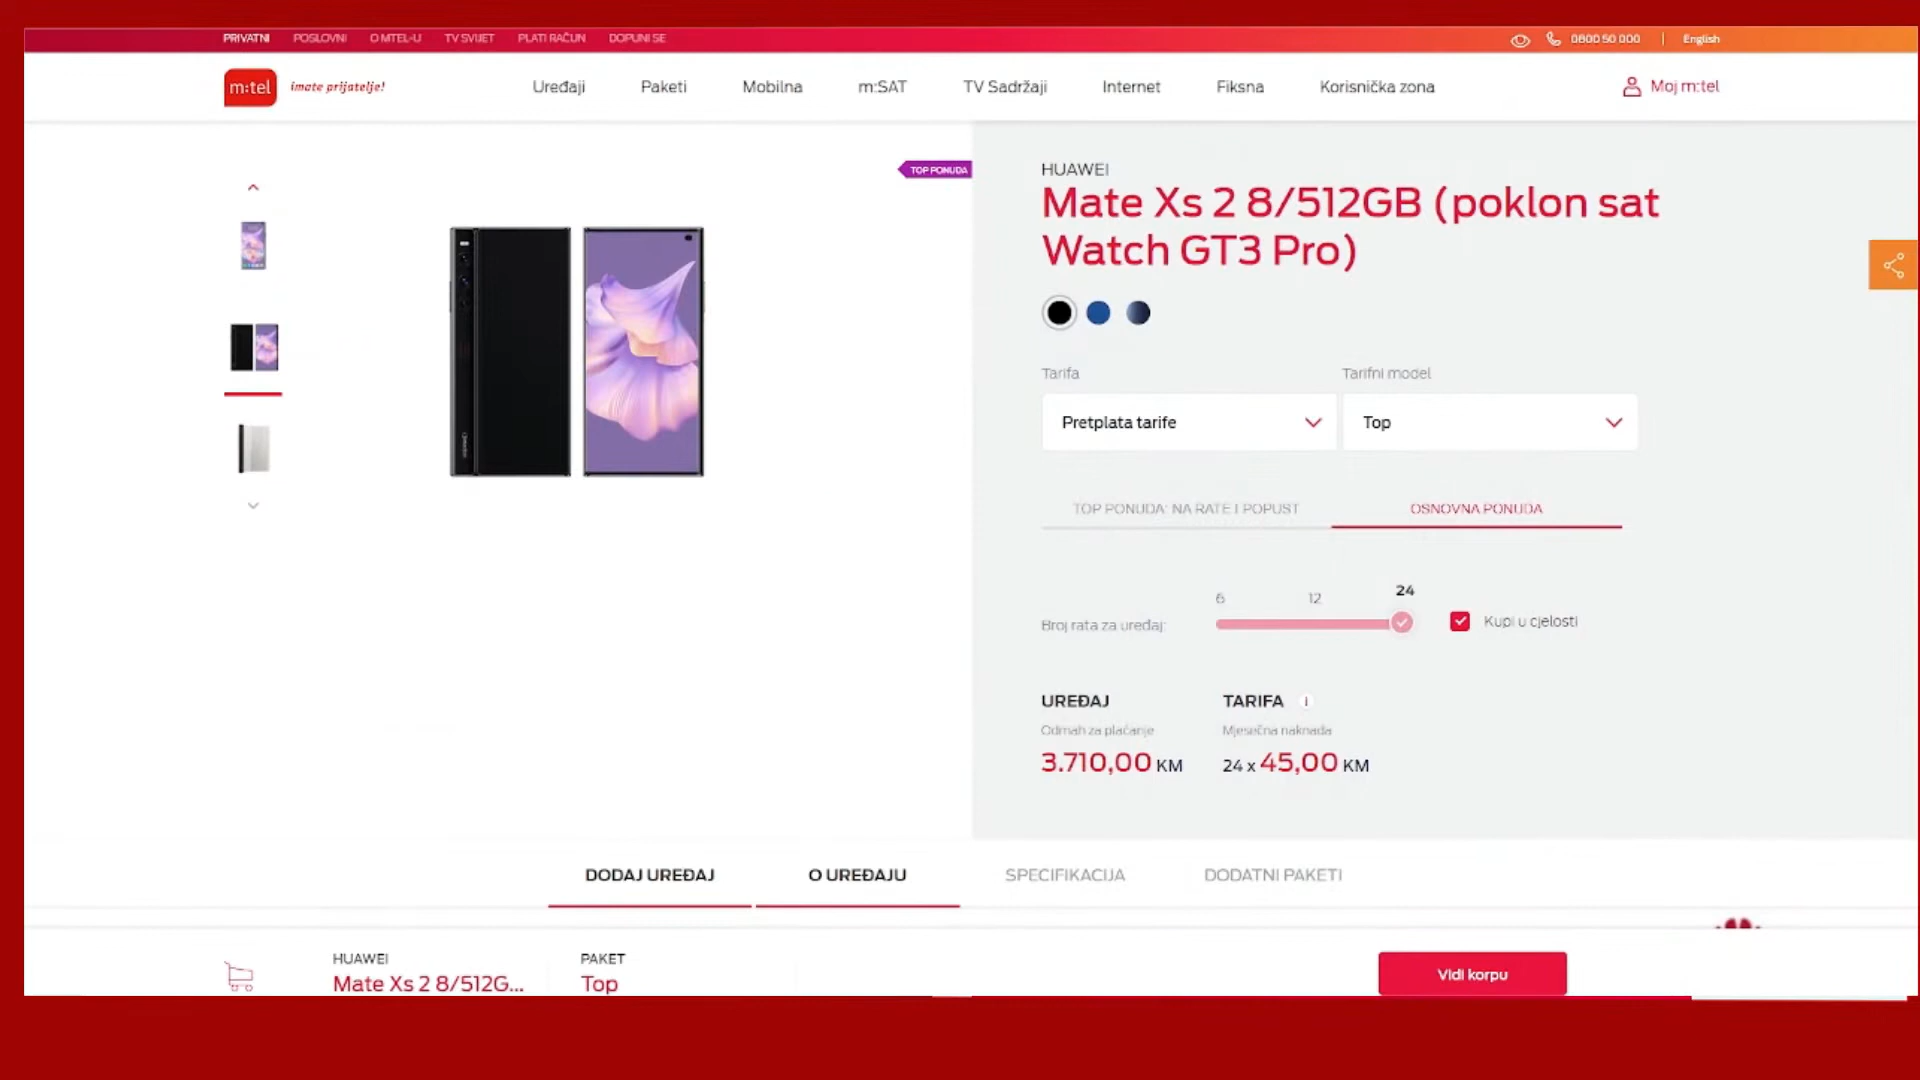 PRIVATNI POSLOVNI O MTEL-U TV SVIJET PLATI RAČUN DOPUNI SE 0800 50 000 English
m:tel imate prijatelje! Uređaji Paketi Mobilna m:SAT TV Sadržaji Internet Fiksna Korisnička zona Moj m:tel
TOP PONUDA
HUAWEI
Mate Xs 2 8/512GB (poklon sat
Watch GT3 Pro)
Tarifa Tarifni model
Pretplata tarife Top
TOP PONUDA: NA RATE I POPUST OSNOVNA PONUDA
6 12 24
Broj rata za uređaj: Kupi u cjelosti
UREĐAJ TARIFA i
Odmah za plaćanje Mjesečna naknada
3.710,00 KM 24 x 45,00 KM
DODAJ UREĐAJ O UREĐAJU SPECIFIKACIJA DODATNI PAKETI
HUAWEI PAKET
Mate Xs 2 8/512G... Top
Vidi korpu